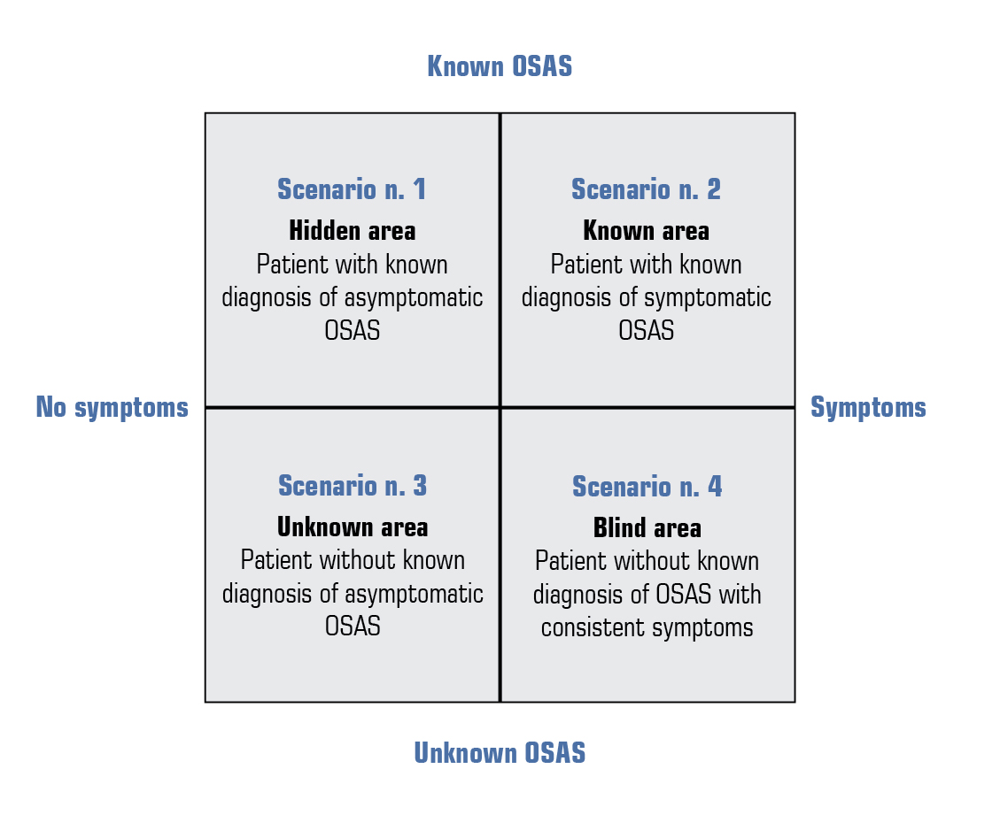 Known OSAS
Scenario n. 1
Hidden area
Patient with known
diagnosis of asymptomatic
OSAS
Scenario n. 2
Known area
Patient with known
diagnosis of symptomatic
OSAS
No symptoms
Symptoms
Scenario n. 3
Unknown area
Patient without known
diagnosis of asymptomatic
OSAS
Scenario n. 4
Blind area
Patient without known
diagnosis of OSAS with
consistent symptoms
Unknown OSAS